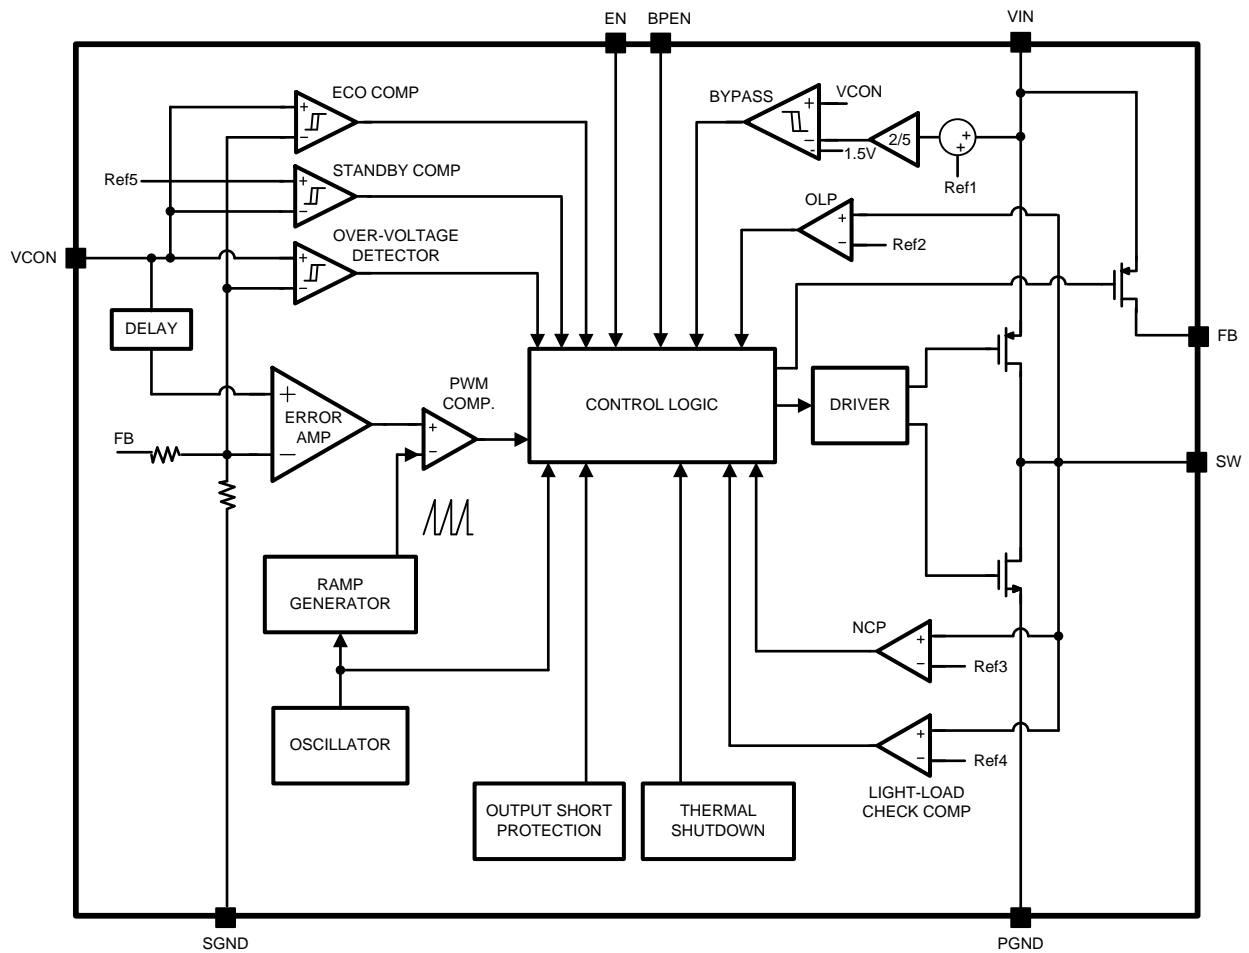 EN
BPEN
VIN
ECO COMP
+
−
BYPASS
+
VCON
−
-
1.5V
2/5
+
+
Ref1
Ref5
STANDBY COMP
+
−
OLP
+
−
Ref2
VCON
OVER-VOLTAGE
DETECTOR
+
−
DELAY
FB
ERROR
AMP
+
−
FB
PWM
COMP.
+
−
CONTROL LOGIC
DRIVER
SW
RAMP
GENERATOR
NCP
+
−
Ref3
OSCILLATOR
+
−
Ref4
LIGHT-LOAD
CHECK COMP
OUTPUT SHORT
PROTECTION
THERMAL
SHUTDOWN
SGND
PGND